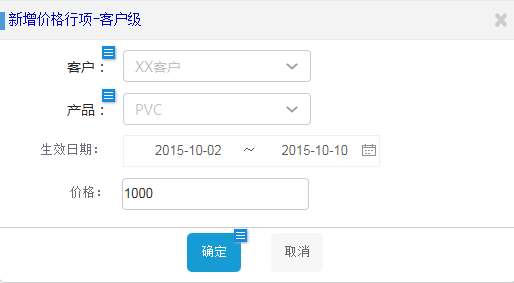 新增价格行项-客户级
客户： XX客户
产品： PVC
生效日期： 2015-10-02 ～ 2015-10-10
价格： 1000
确定 取消